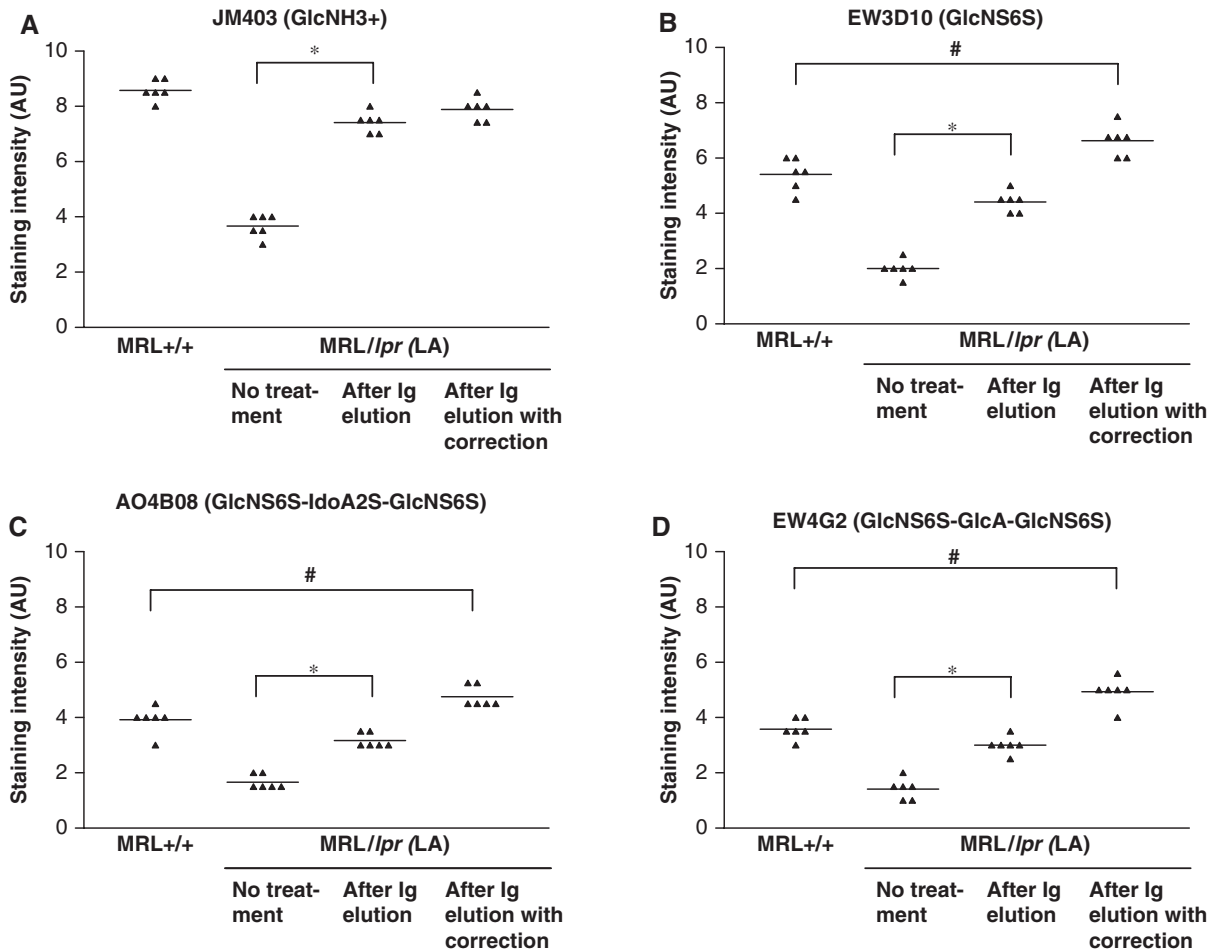 A
JM403 (GlcNH3+)
Staining intensity (AU)
10
8
6
4
2
0
*
MRL+/+
MRL/lpr (LA)
No treat-
ment
After Ig
elution
After Ig
elution with
correction
B
EW3D10 (GlcNS6S)
Staining intensity (AU)
10
8
6
4
2
0
#
*
MRL+/+
MRL/lpr (LA)
No treat-
ment
After Ig
elution
After Ig
elution with
correction
C
AO4B08 (GlcNS6S-IdoA2S-GlcNS6S)
Staining intensity (AU)
10
8
6
4
2
0
#
*
MRL+/+
MRL/lpr (LA)
No treat-
ment
After Ig
elution
After Ig
elution with
correction
D
EW4G2 (GlcNS6S-GlcA-GlcNS6S)
Staining intensity (AU)
10
8
6
4
2
0
#
*
MRL+/+
MRL/lpr (LA)
No treat-
ment
After Ig
elution
After Ig
elution with
correction